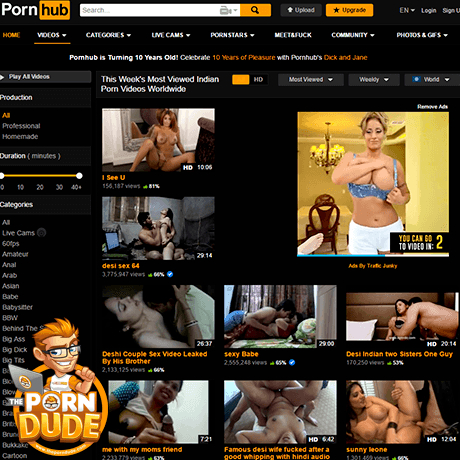 Pornhub
Upload
Upgrade
EN
Login
Sign U
HOME
VIDEOS
CATEGORIES
LIVE CAMS
PORNSTARS
MEET&FUCK
COMMUNITY
PHOTOS & GIFS
Pornhub is Turning 10 Years Old! Celebrate 10 Years of Pleasure with Pornhub's Dick and Jane
Play All Videos
Production
All
Professional
Homemade
Duration ( minutes )
0
10
20
30
40+
Categories
All
Live Cams
60fps
Amateur
Anal
Arab
Asian
Babe
Babysitter
BBW
Behind The
Big Ass
Big Dick
Big Tits
Bukkake
Cartoon
THE
PORN
DUDE
This Week's Most Viewed Indian
Porn Videos Worldwide
HD
Most Viewed
Weekly
World
Remove Ads
HD 10:06
I See U
156,187 views 81%
YOU CAN GO
TO VIDEO IN: 2
Ads By Traffic Junky
29:14
desi sex 64
3,775,947 views 66%
26:37
Deshi Couple Sex Video Leaked
By His Brother
2,133,125 views 66%
29:00
sexy Babe
2,555,248 views 65%
HD 20:14
Desi Indian two Sisters One Guy
170,250 views 53%
7:21
me with my moms friend
2,233,779 views 63%
HD 6:42
Famous desi wife fucked after a
good whipping with hindi audio
HD 12:04
sunny leone
1,301,469 views 66%